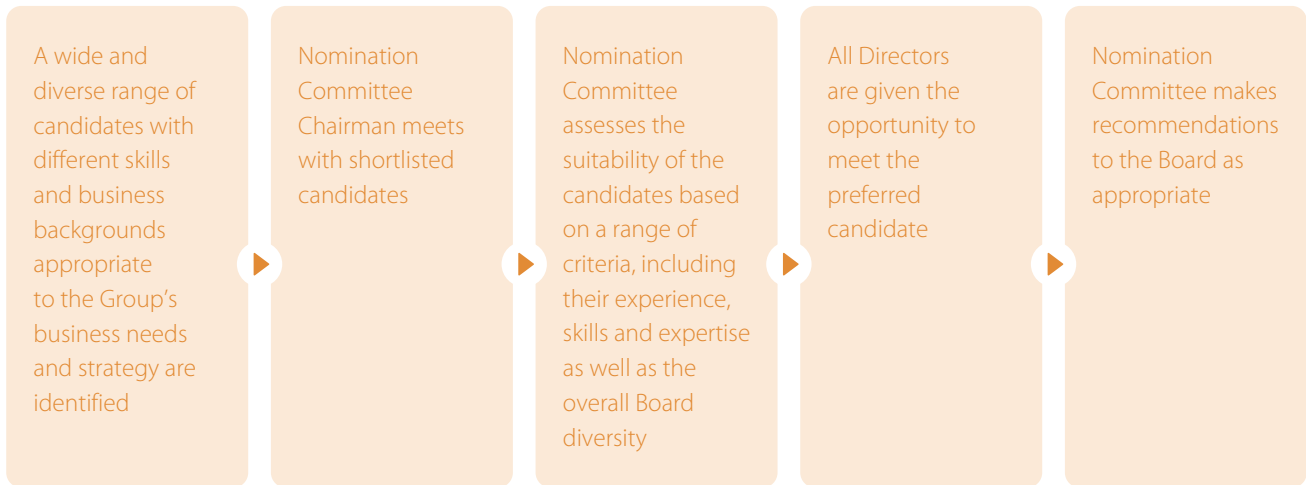 A wide and
diverse range of
candidates with
different skills
and business
backgrounds
appropriate
to the Group’s
business needs
and strategy are
identified
Nomination
Committee
Chairman meets
with shortlisted
candidates
Nomination
Committee
assesses the
suitability of the
candidates based
on a range of
criteria, including
their experience,
skills and expertise
as well as the
overall Board
diversity
All Directors
are given the
opportunity to
meet the
preferred
candidate
Nomination
Committee makes
recommendations
to the Board as
appropriate